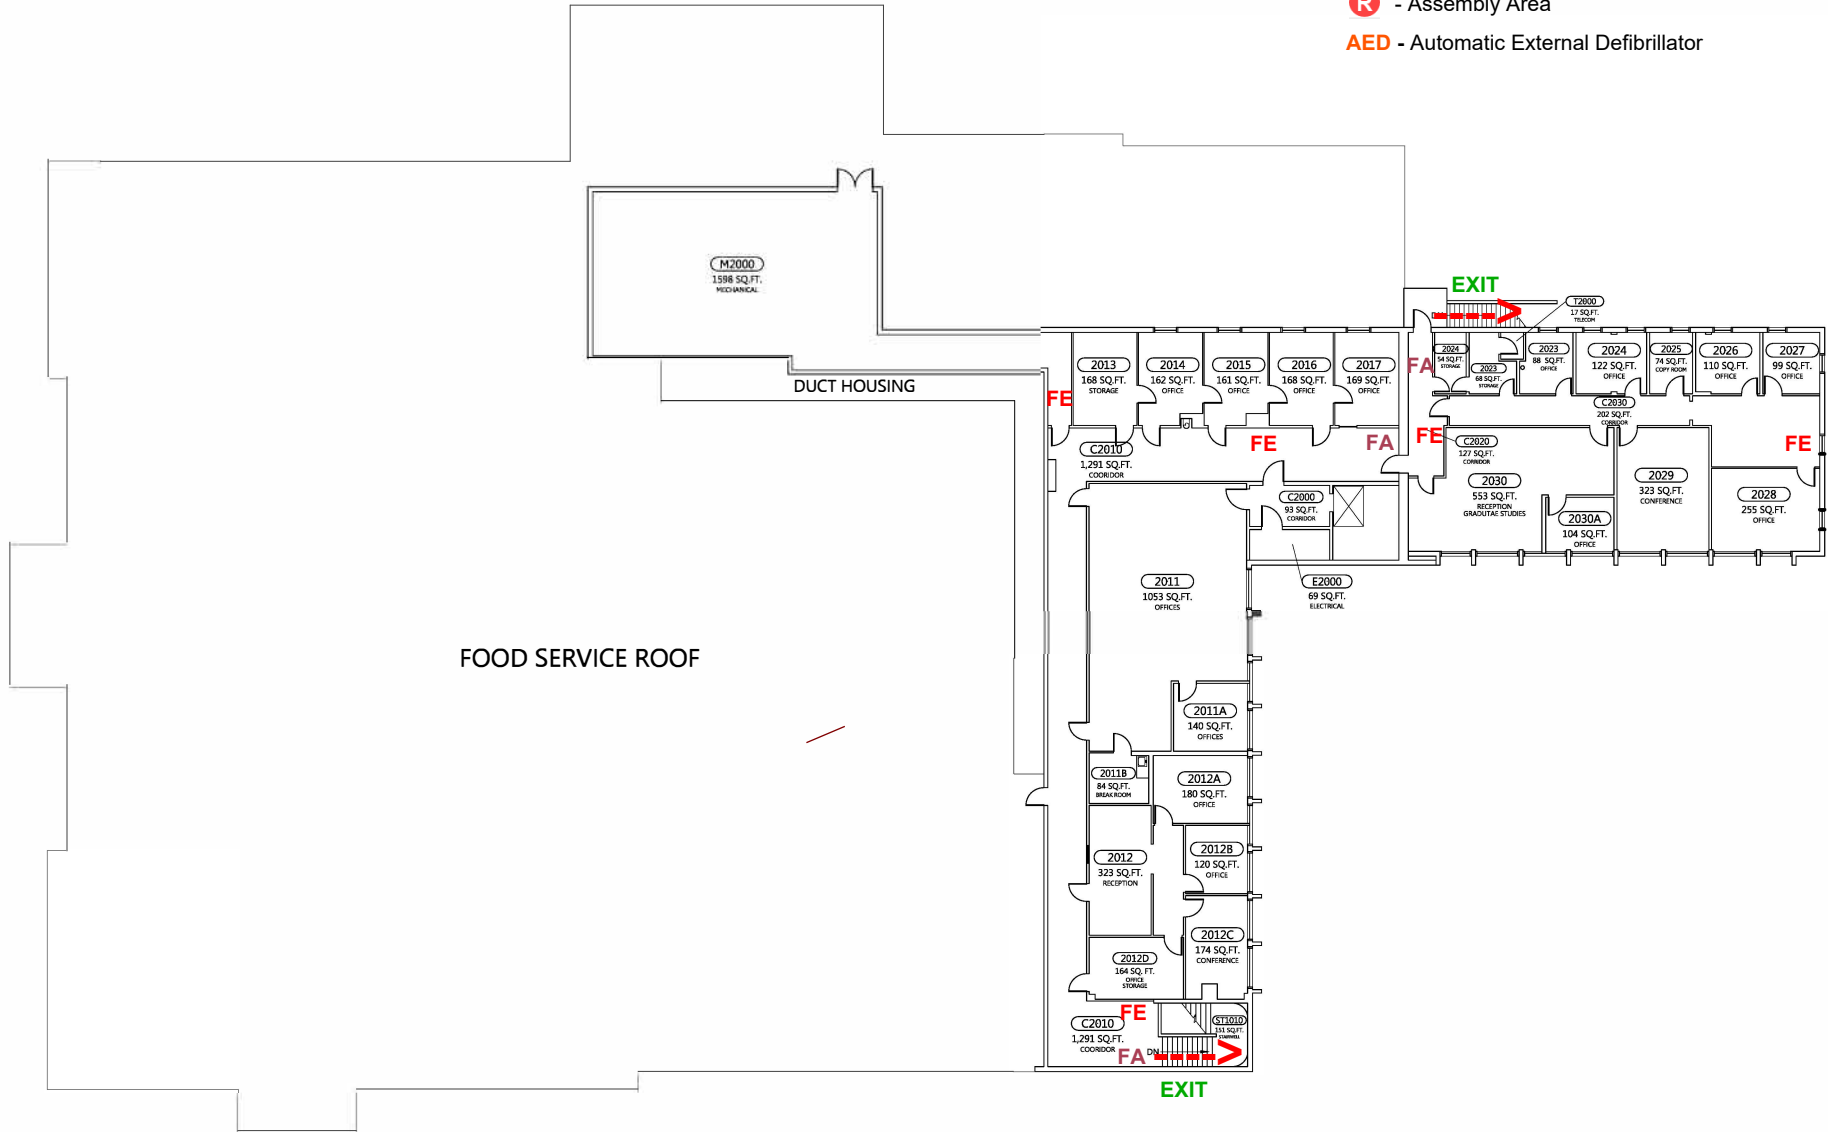 R - Assembly Area
AED - Automatic External Defibrillator
M2000
1598 SQ.FT.
MECHANICAL
DUCT HOUSING
FOOD SERVICE ROOF
EXIT
DN
T2000
17 SQ.FT.
TELECOM
FE
2013
168 SQ.FT.
STORAGE
2014
162 SQ.FT.
OFFICE
2015
161 SQ.FT.
OFFICE
2016
168 SQ.FT.
OFFICE
2017
169 SQ.FT.
OFFICE
FA
2024
54 SQ.FT.
STORAGE
2023
68 SQ.FT.
STORAGE
2023
88 SQ.FT.
OFFICE
2024
122 SQ.FT.
OFFICE
2025
74 SQ.FT.
COPY ROOM
2026
110 SQ.FT.
OFFICE
2027
99 SQ.FT.
OFFICE
C2030
202 SQ.FT.
CORRIDOR
C2010
1,291 SQ.FT.
COORIDOR
FE
FA
FE
C2020
127 SQ.FT.
CORRIDOR
FE
2030
553 SQ.FT.
RECEPTION
GRADUTAE STUDIES
2029
323 SQ.FT.
CONFERENCE
2028
255 SQ.FT.
OFFICE
2030A
104 SQ.FT.
OFFICE
C2000
93 SQ.FT.
CORRIDOR
E2000
69 SQ.FT.
ELECTRICAL
2011
1053 SQ.FT.
OFFICES
2011A
140 SQ.FT.
OFFICES
2011B
84 SQ.FT.
BREAK ROOM
2012A
180 SQ.FT.
OFFICE
2012
323 SQ.FT.
RECEPTION
2012B
120 SQ.FT.
OFFICE
2012C
174 SQ.FT.
CONFERENCE
2012D
164 SQ. FT.
OFFICE
STORAGE
FE
C2010
1,291 SQ.FT.
COORIDOR
FA
DN
ST1010
151 SQ.FT.
STAIRWELL
EXIT